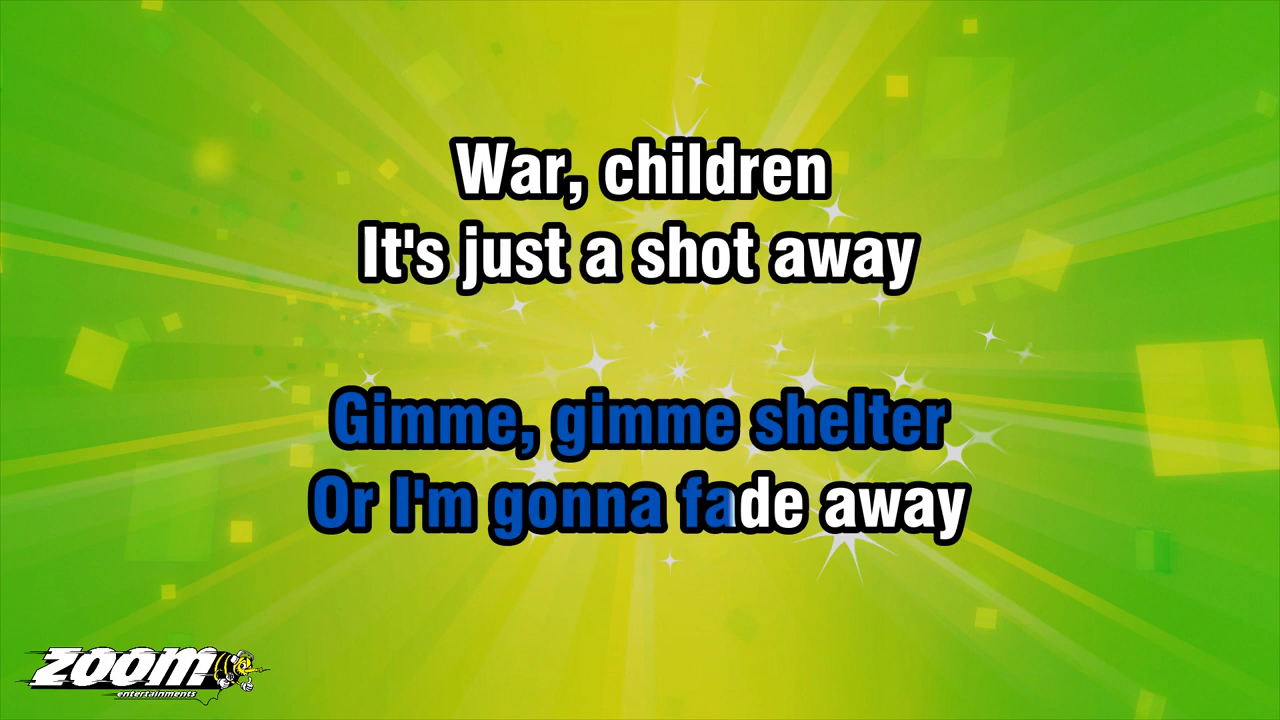 War, children
It's just a shot away
Gimme, gimme shelter
Or I'm gonna fade away
zoom
entertainments